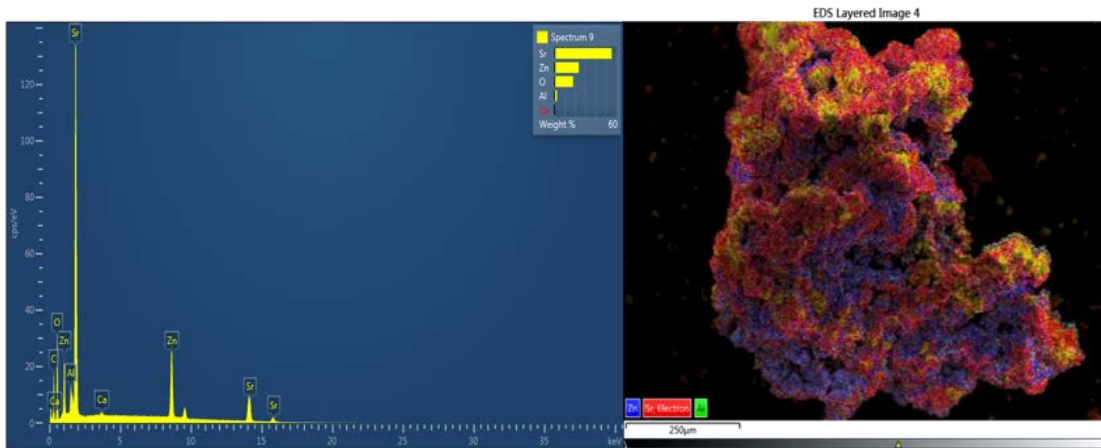 EDS Layered Image 4
Sr
Spectrum 9
Sr
Zn
O
Al
Ca
Weight % 60
120
100
80
60
40
20
0
cps/eV
O
C
Zn
Al
Ca
Ca
Zn
Sr
Sr
0 5 10 15 20 25 30 35 keV
Zn Sr, Electron Al
250µm